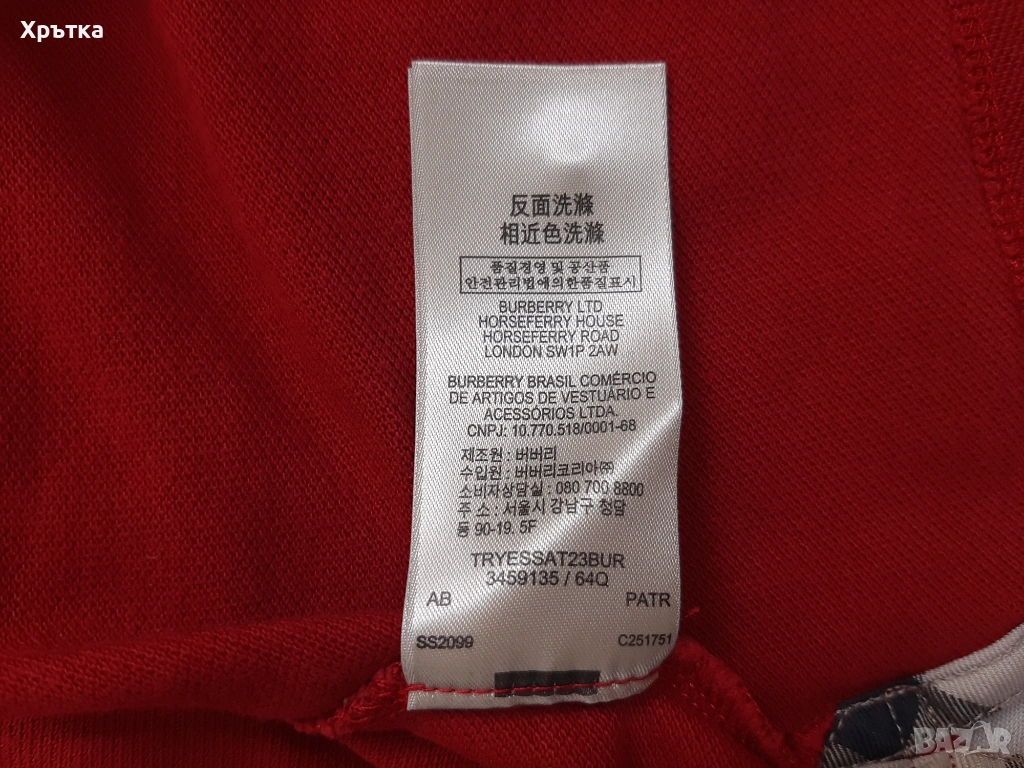 Хрътка
反面洗滌
相近色洗滌
품질경영 및 공산품
안전관리법에의한품질표시
BURBERRY LTD
HORSEFERRY HOUSE
HORSEFERRY ROAD
LONDON SW1P 2AW
BURBERRY BRASIL COMÉRCIO
DE ARTIGOS DE VESTUÁRIO E
ACESSÓRIOS LTDA.
CNPJ: 10.770.518/0001-68
제조원 : 버버리
수입원 : 버버리코리아㈜
소비자상담실 : 080 700 8800
주 소 : 서울시 강남구 청담
동 90-19. 5F
TRYESSAT23BUR
3459135 / 64Q
AB PATR
SS2099 C251751
BAZAR